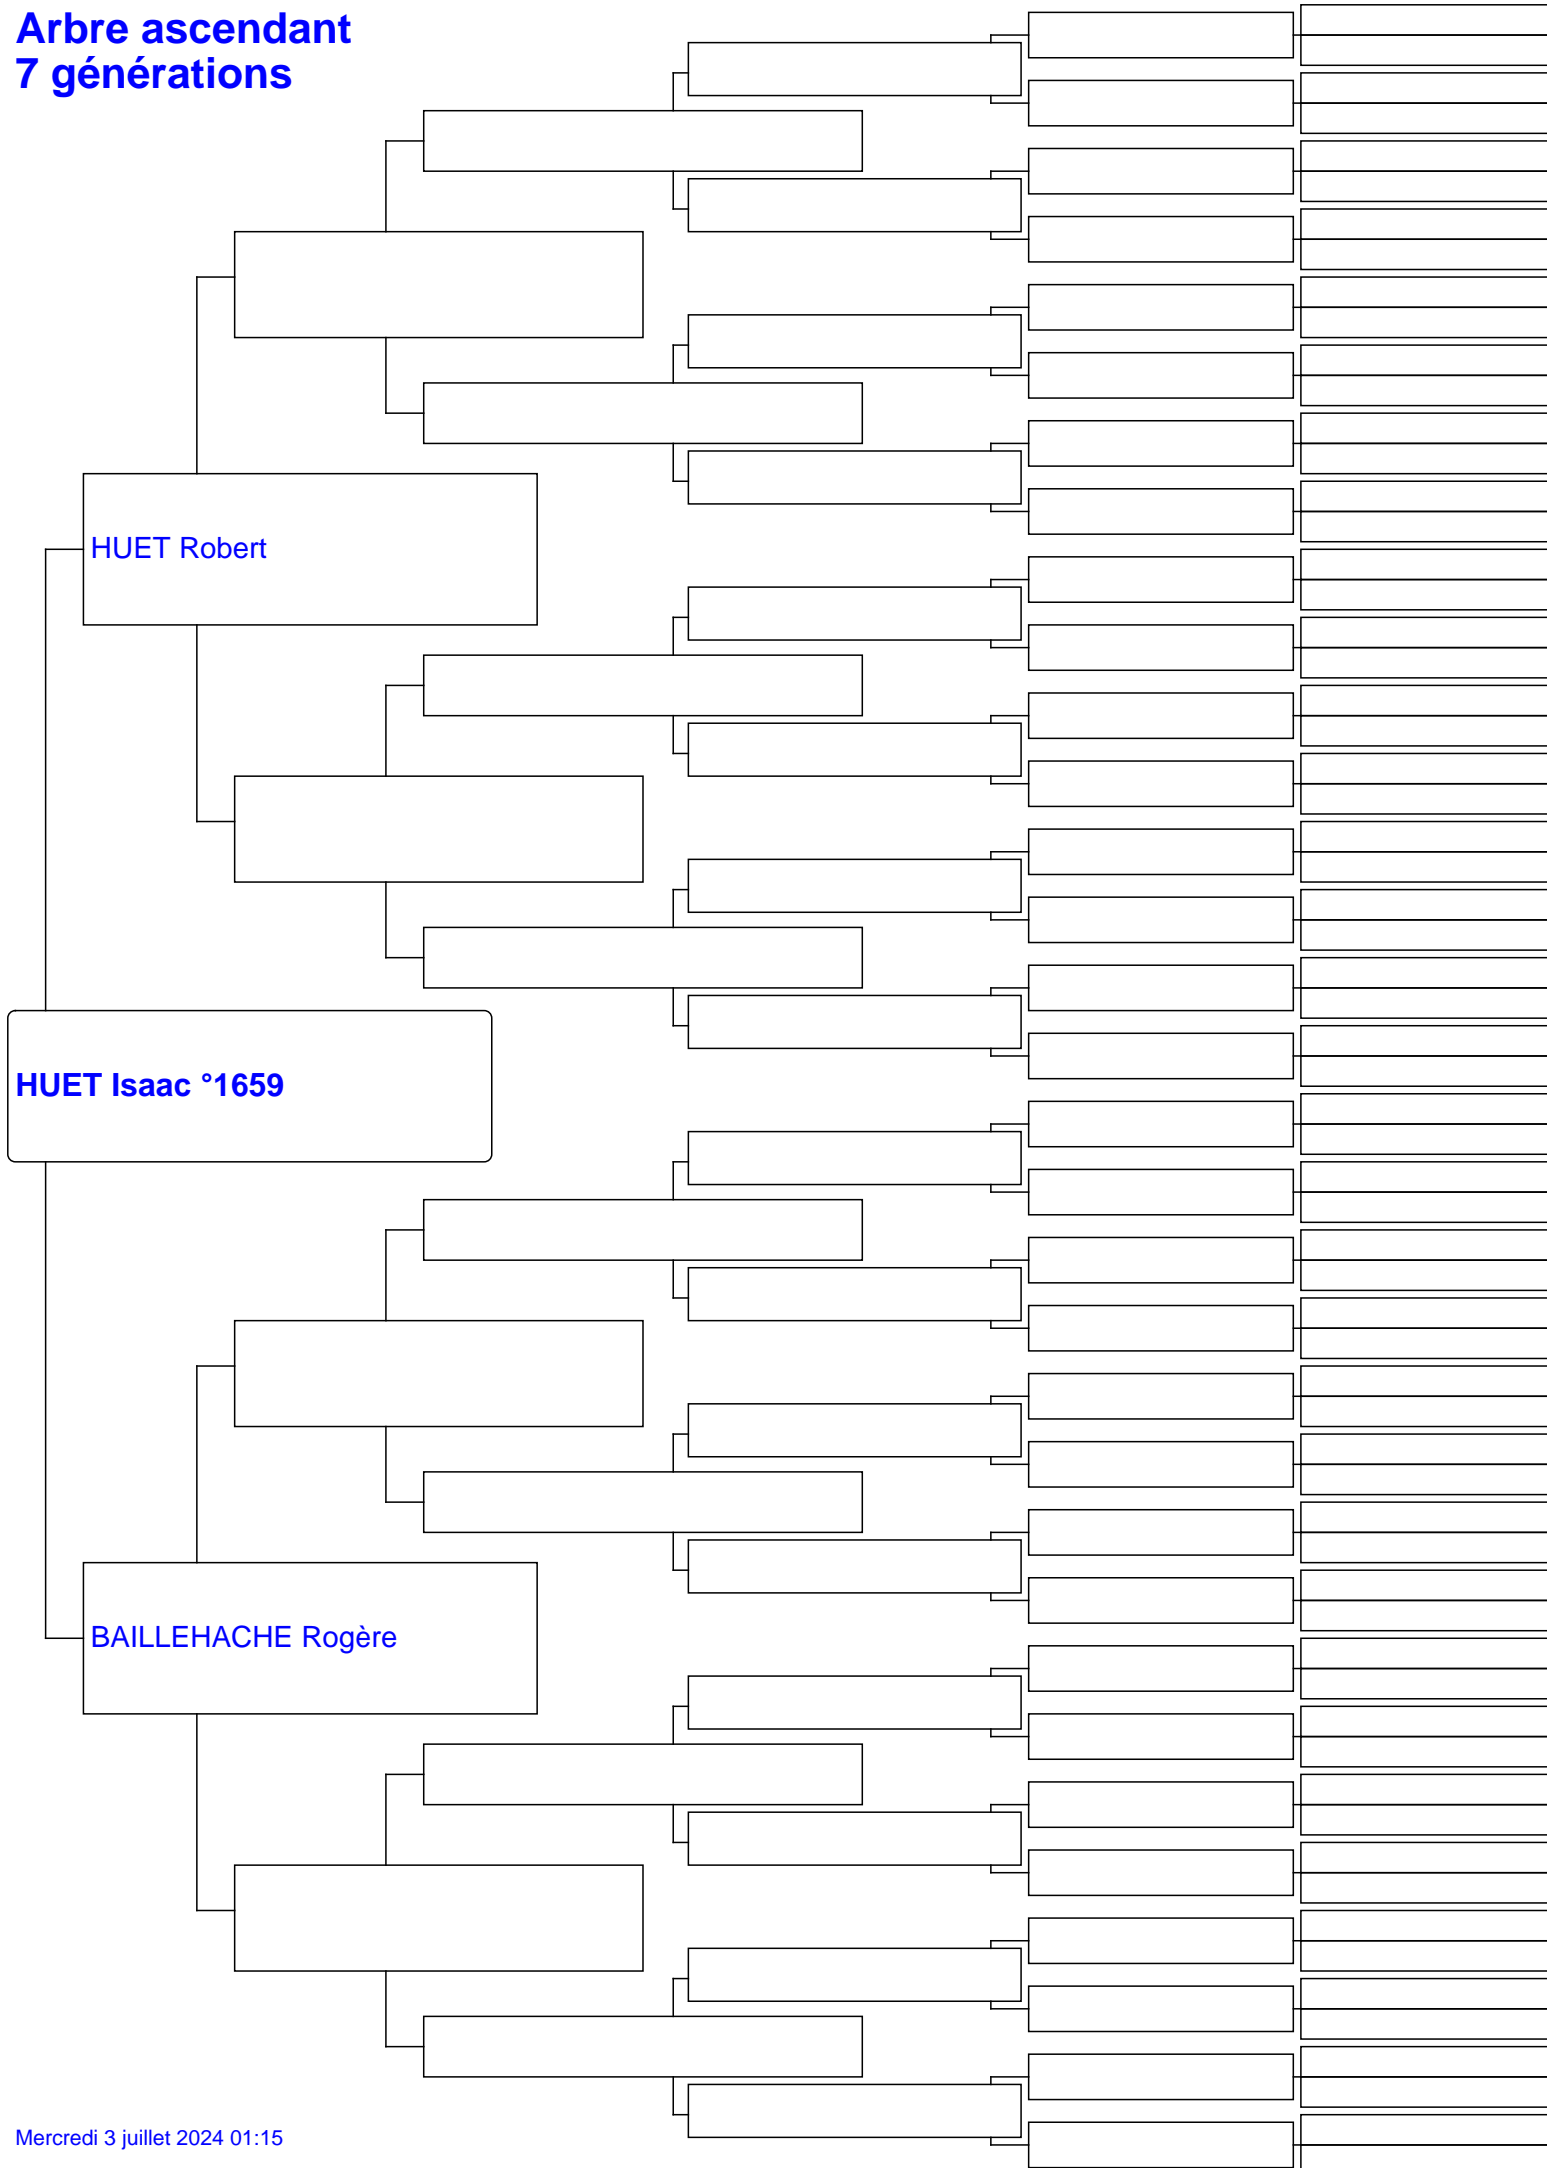 Arbre ascendant
7 générations
HUET Robert
HUET Isaac °1659
BAILLEHACHE Rogère
Mercredi 3 juillet 2024 01:15